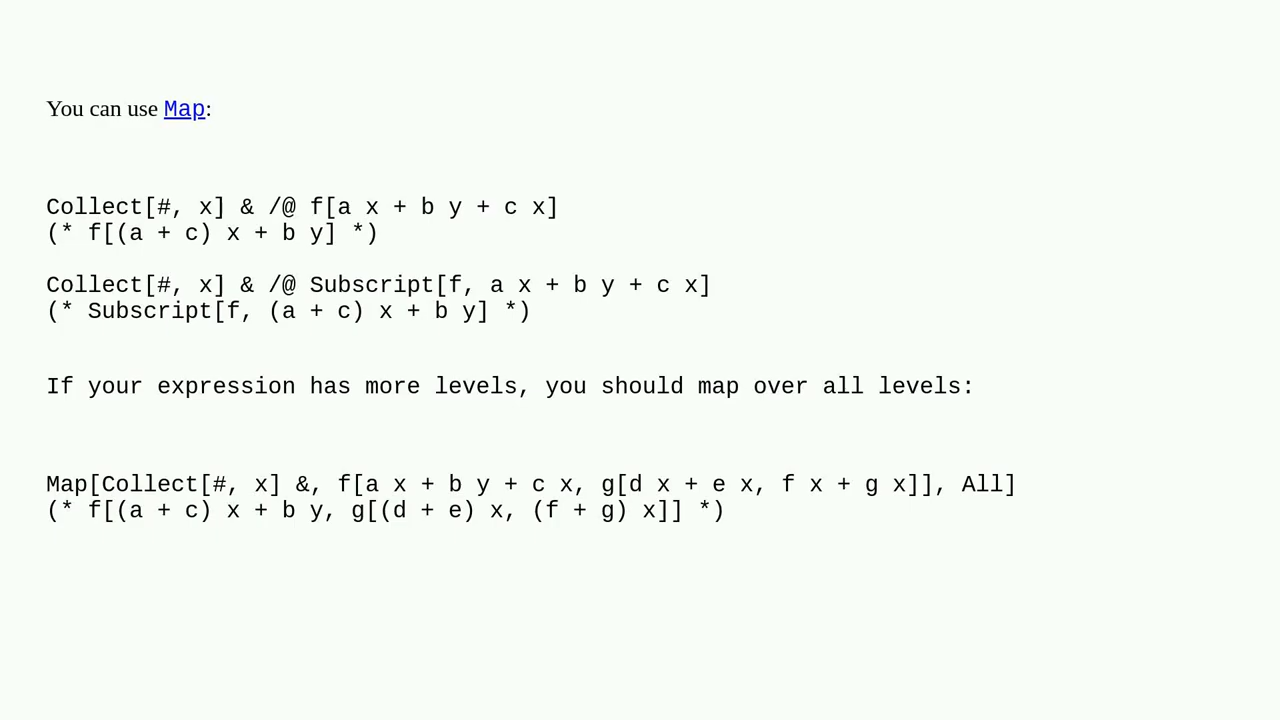 You can use Map:
Collect[#, x] & /@ f[a x + b y + c x]
(* f[(a + c) x + b y] *)
Collect[#, x] & /@ Subscript[f, a x + b y + c x]
(* Subscript[f, (a + c) x + b y] *)
If your expression has more levels, you should map over all levels:
Map[Collect[#, x] &, f[a x + b y + c x, g[d x + e x, f x + g x]], All]
(* f[(a + c) x + b y, g[(d + e) x, (f + g) x]] *)